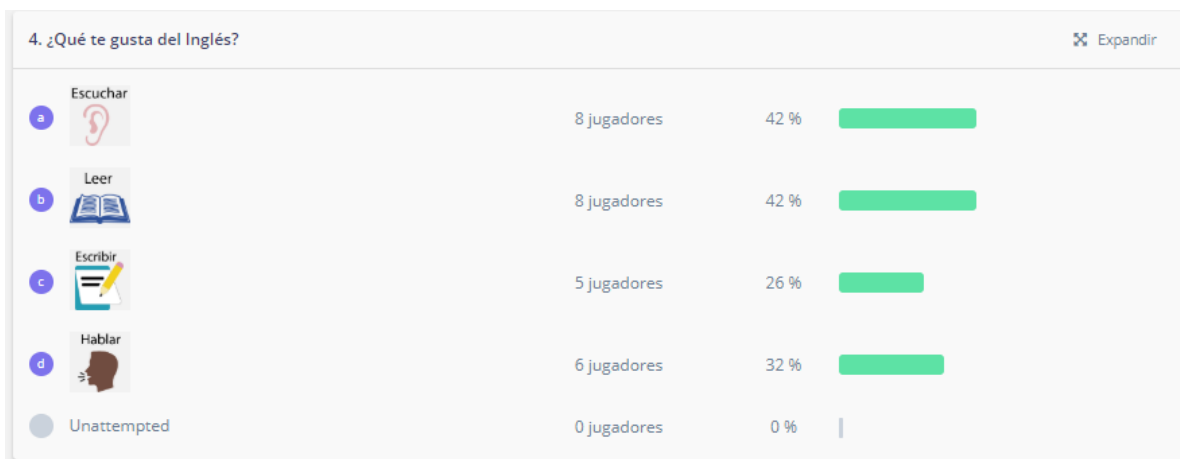 4. ¿Qué te gusta del Inglés?
Expandir
Escuchar
a
8 jugadores
42 %
Leer
b
8 jugadores
42 %
Escribir
c
5 jugadores
26 %
Hablar
d
6 jugadores
32 %
Unattempted
0 jugadores
0 %